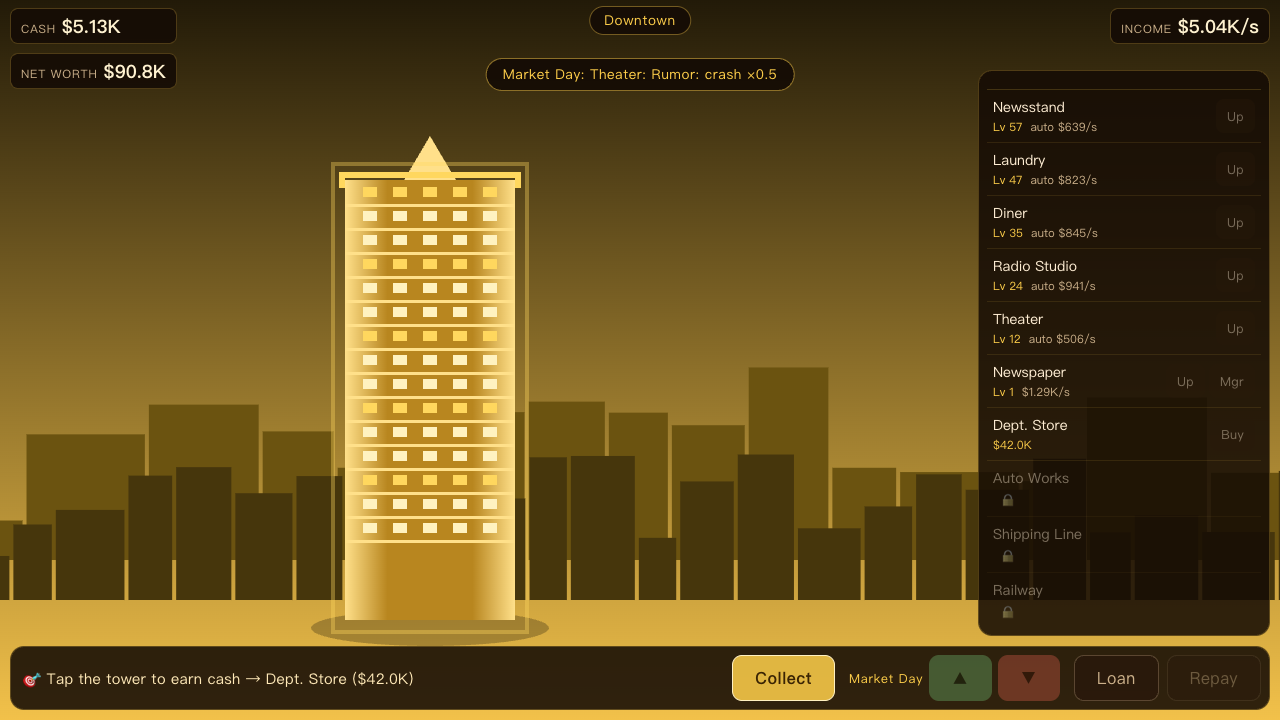 CASH $5.13K
Downtown
INCOME $5.04K/s
NET WORTH $90.8K
Market Day: Theater: Rumor: crash ×0.5
Newsstand
Lv 57 auto $639/s
Up
Laundry
Lv 47 auto $823/s
Up
Diner
Lv 35 auto $845/s
Up
Radio Studio
Lv 24 auto $941/s
Up
Theater
Lv 12 auto $506/s
Up
Newspaper
Lv 1 $1.29K/s
Up Mgr
Dept. Store
$42.0K
Buy
Auto Works
Shipping Line
Railway
Tap the tower to earn cash → Dept. Store ($42.0K)
Collect
Market Day
▲
▼
Loan
Repay